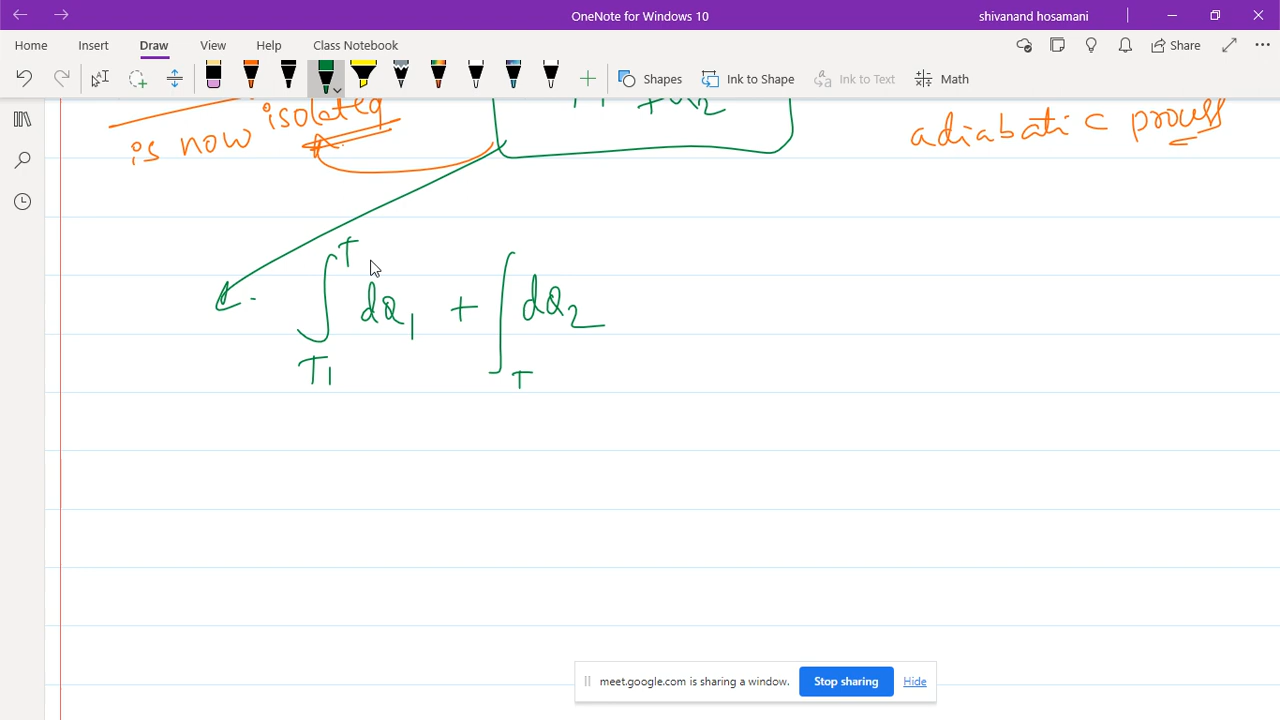 OneNote for Windows 10
shivanand hosamani
Home Insert Draw View Help Class Notebook
Share
Shapes Ink to Shape Ink to Text Math
isolated
is now
adiabatic process
∫ T T1 dQ1 + ∫ T dQ2
meet.google.com is sharing a window. Stop sharing Hide